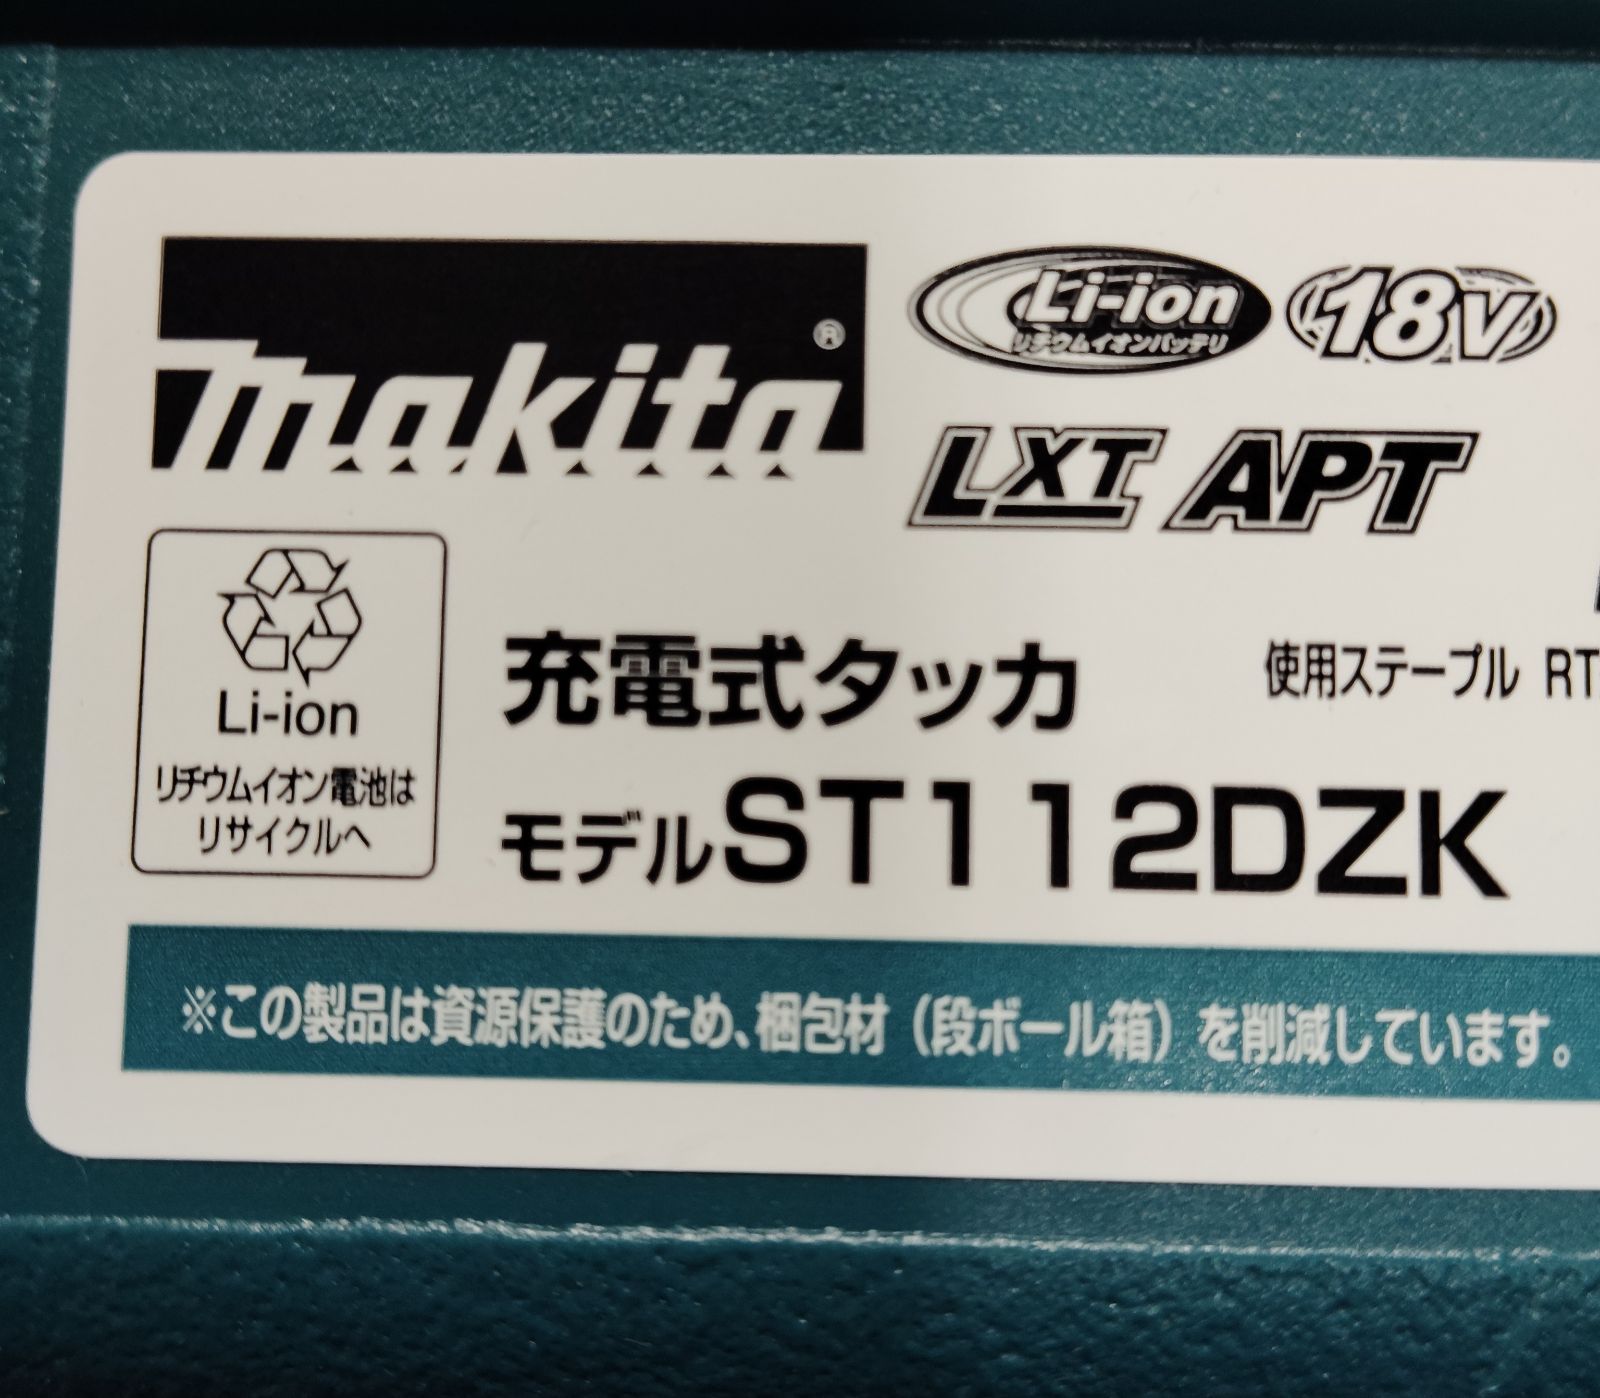 makita®
Li-ion
リチウムイオンバッテリ
18V
LXT APT
Li-ion
リチウムイオン電池は
リサイクルへ
充電式タッカ
使用ステープル RT
モデルST112DZK
※この製品は資源保護のため、梱包材（段ボール箱）を削減しています。